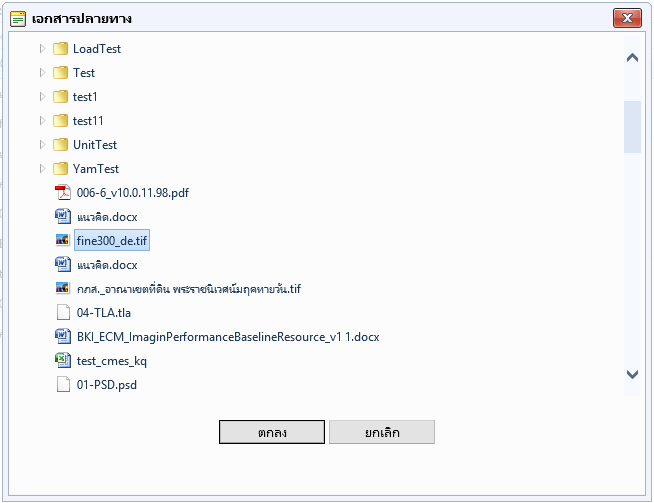 เอกสารปลายทาง
LoadTest
Test
test1
test11
UnitTest
YamTest
006-6_v10.0.11.98.pdf
แนวคิด.docx
fine300_de.tif
แนวคิด.docx
กภส._อาณาเขตที่ดิน พระราชนิเวศน์มฤคทายวัน.tif
04-TLA.tla
BKI_ECM_ImaginPerformanceBaselineResource_v1 1.docx
test_cmes_kq
01-PSD.psd
ตกลง ยกเลิก